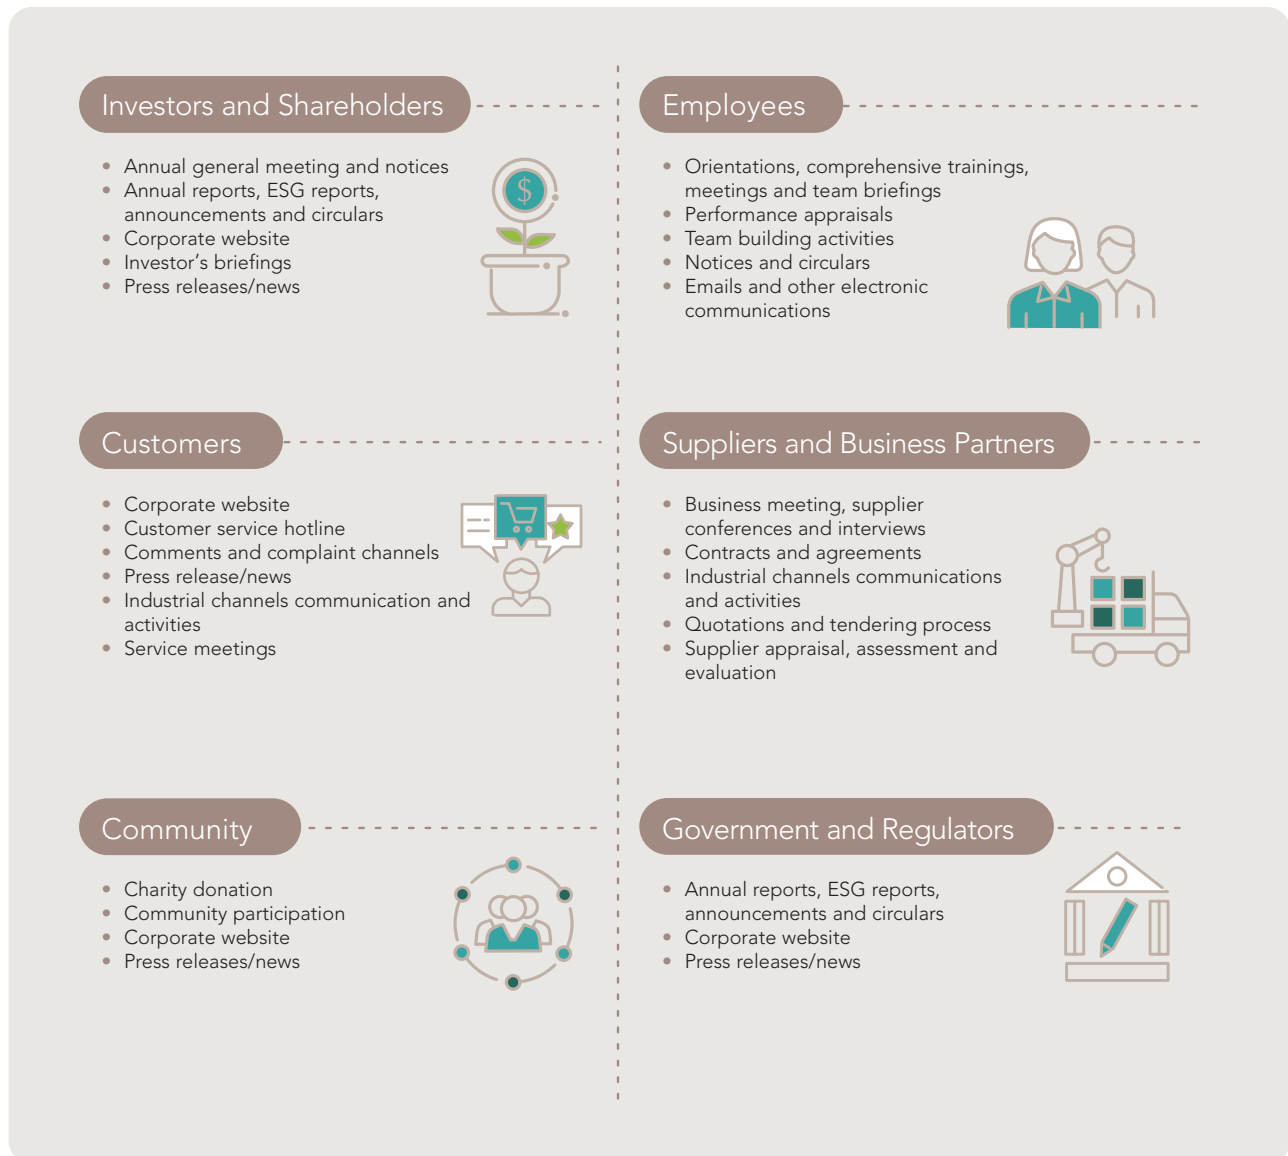 Investors and Shareholders
• Annual general meeting and notices
• Annual reports, ESG reports,
announcements and circulars
• Corporate website
• Investor’s briefings
• Press releases/news
$
Employees
• Orientations, comprehensive trainings,
meetings and team briefings
• Performance appraisals
• Team building activities
• Notices and circulars
• Emails and other electronic
communications
Customers
• Corporate website
• Customer service hotline
• Comments and complaint channels
• Press release/news
• Industrial channels communication and
activities
• Service meetings
Suppliers and Business Partners
• Business meeting, supplier
conferences and interviews
• Contracts and agreements
• Industrial channels communications
and activities
• Quotations and tendering process
• Supplier appraisal, assessment and
evaluation
Community
• Charity donation
• Community participation
• Corporate website
• Press releases/news
Government and Regulators
• Annual reports, ESG reports,
announcements and circulars
• Corporate website
• Press releases/news